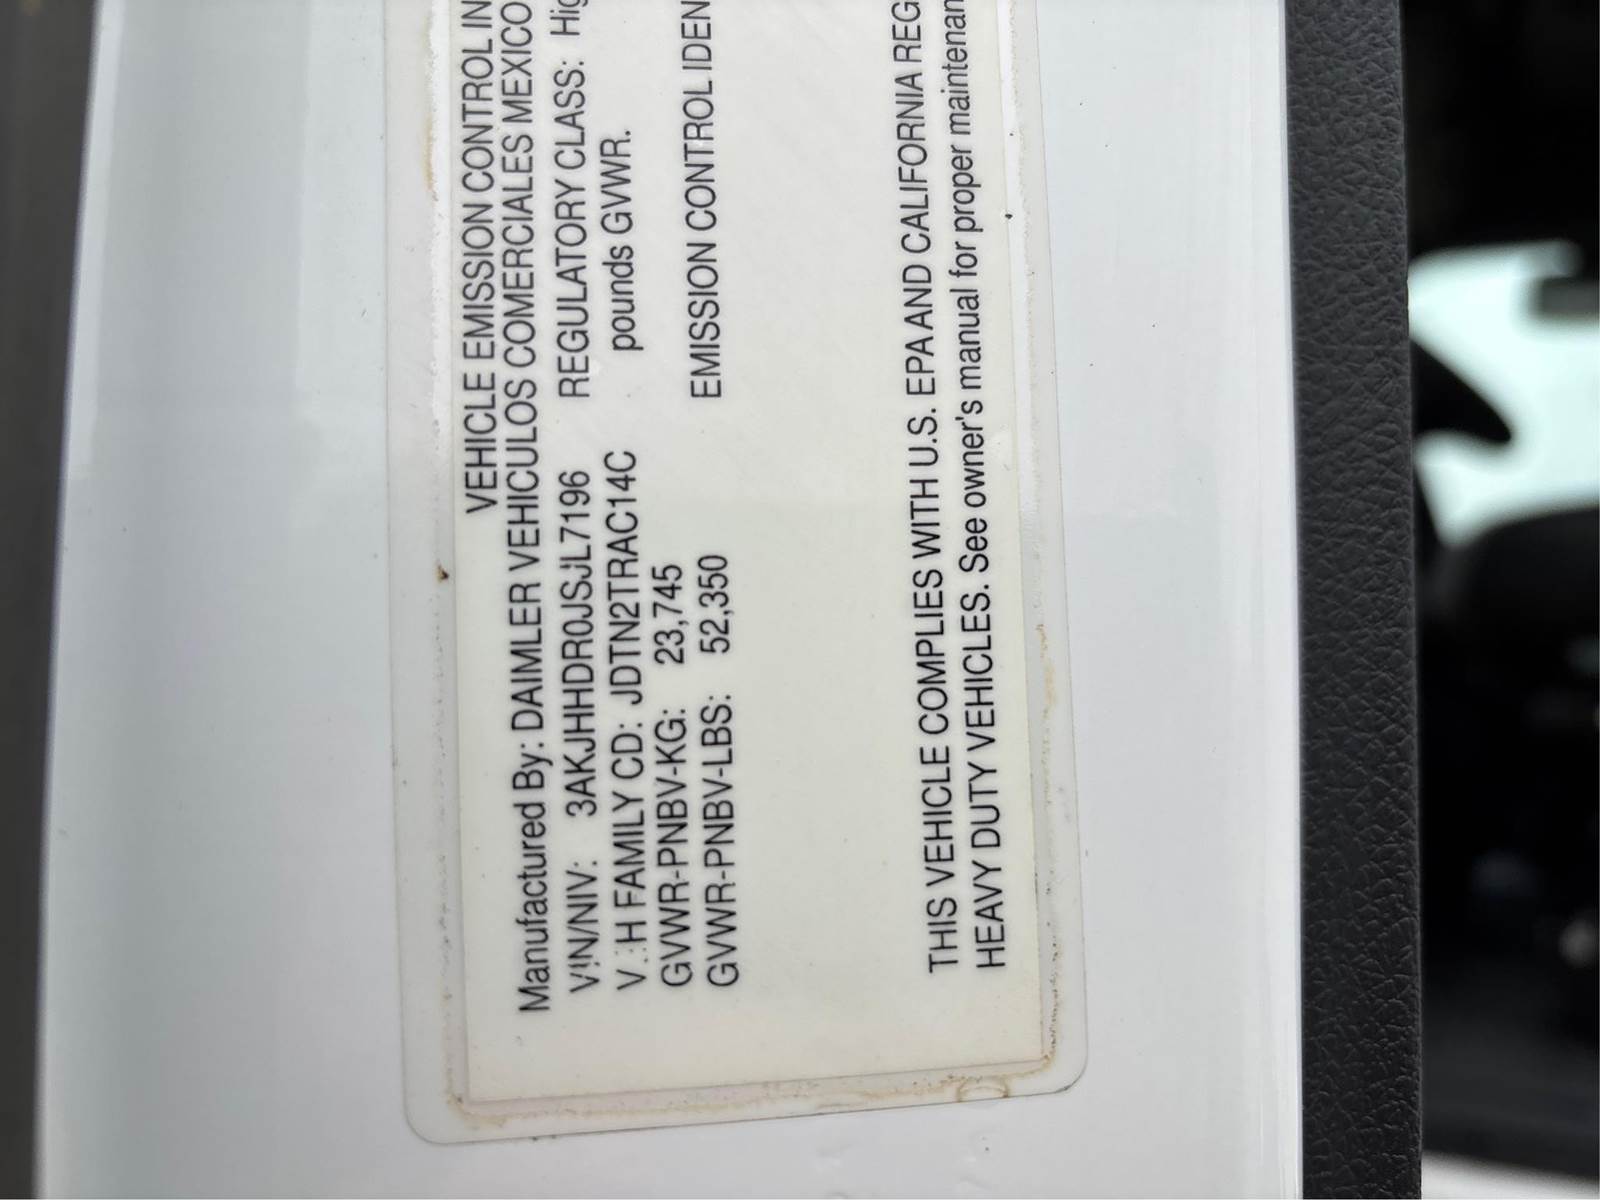 VEHICLE EMISSION CONTROL IN
Manufactured By: DAIMLER VEHICULOS COMERCIALES MEXICO
VIN/NIV: 3AKJHHDR0JSJL7196 REGULATORY CLASS: Hig
V.:H FAMILY CD: JDTN2TRAC14C pounds GVWR.
GVWR-PNBV-KG: 23,745
GVWR-PNBV-LBS: 52,350 EMISSION CONTROL IDEN
THIS VEHICLE COMPLIES WITH U.S. EPA AND CALIFORNIA REG
HEAVY DUTY VEHICLES. See owner's manual for proper maintenan